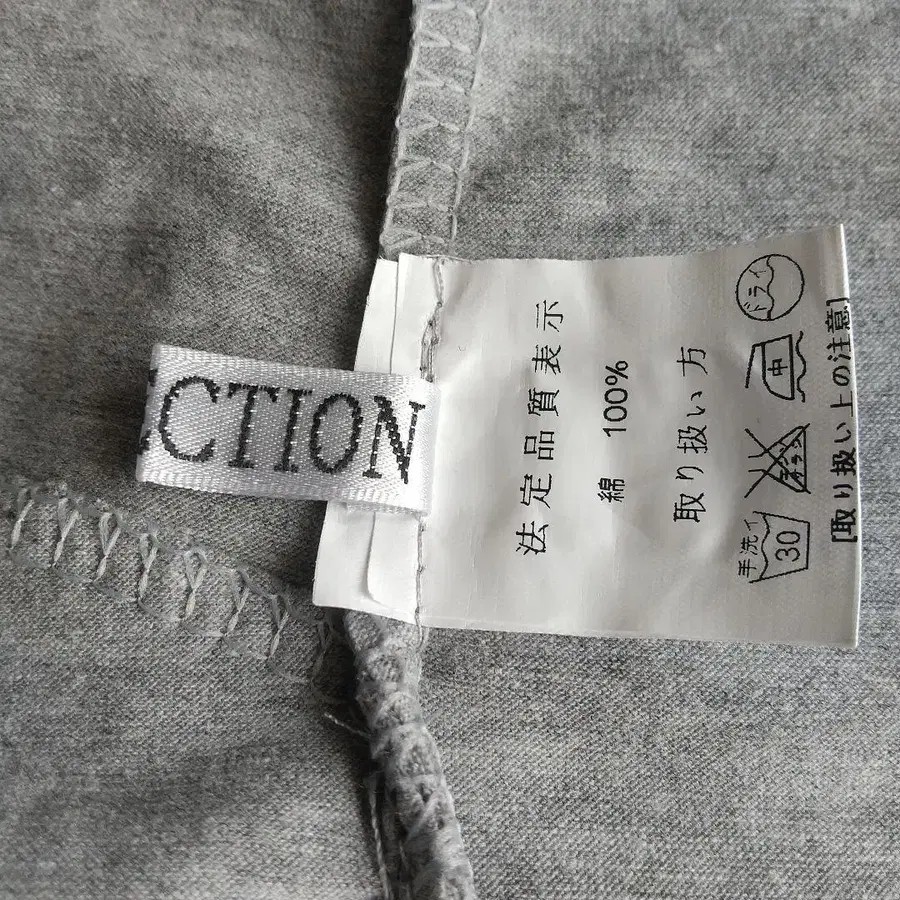 CTION
法定品質表示
綿 100%
取り扱い方
手洗イ
30
中
ドライ
[取り扱い上の注意]